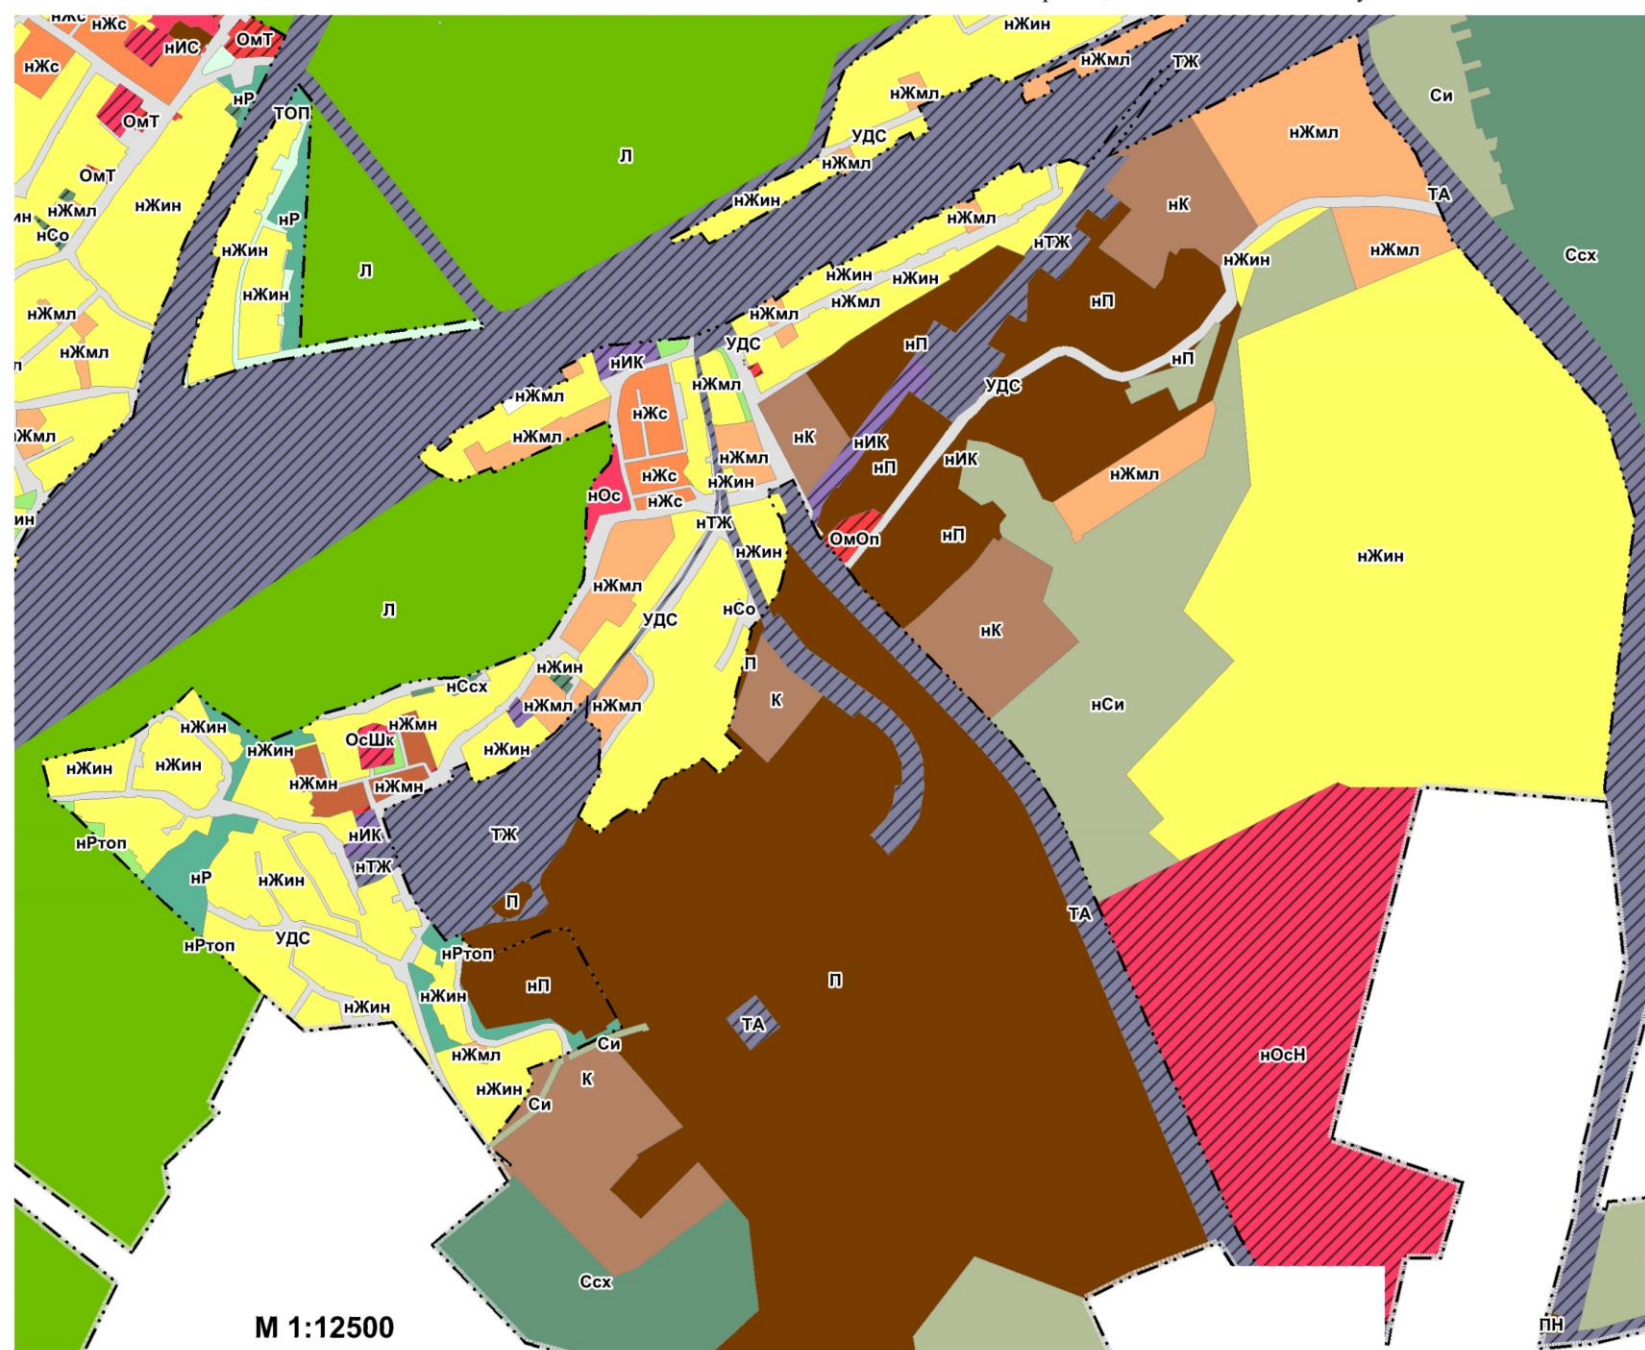 нЖс
нЖс
нИС
ОмТ
нЖс
нЖин
нЖмл
ТЖ
нР
ТОП
ОмТ
нЖмл
Си
УДС
нЖмл
Л
нЖмл
ОмТ
нЖмл
нЖин
нЖин
ТА
нК
ин
нСо
нР
нЖмл
нТЖ
нЖин
нЖмл
Ссх
Л
нЖин
нЖин
нЖин
нЖин
нЖмл
нП
нЖмл
нЖмл
УДС
нП
нП
нЖмл
нИК
нЖмл
УДС
нЖмл
нЖс
Жмл
нЖмл
нК
нИК
нЖмл
нИК
нП
нЖмл
нЖс
нЖин
нОс
нЖс
ин
нТЖ
ОмОп
нП
нЖин
нЖин
нЖмл
Л
нСо
УДС
нК
П
нЖин
нСсх
К
нЖмл
нЖмл
нСи
нЖин
нЖмн
ОсШк
нЖин
нЖин
нЖин
нЖин
нЖмн
нЖмн
нИК
ТЖ
нРтоп
нТЖ
нР
нЖин
П
ТА
УДС
нРтоп
нРтоп
П
нП
нЖин
нЖин
ТА
Си
нЖмл
нОсН
К
нЖин
Си
Ссх
М 1:12500
ПН